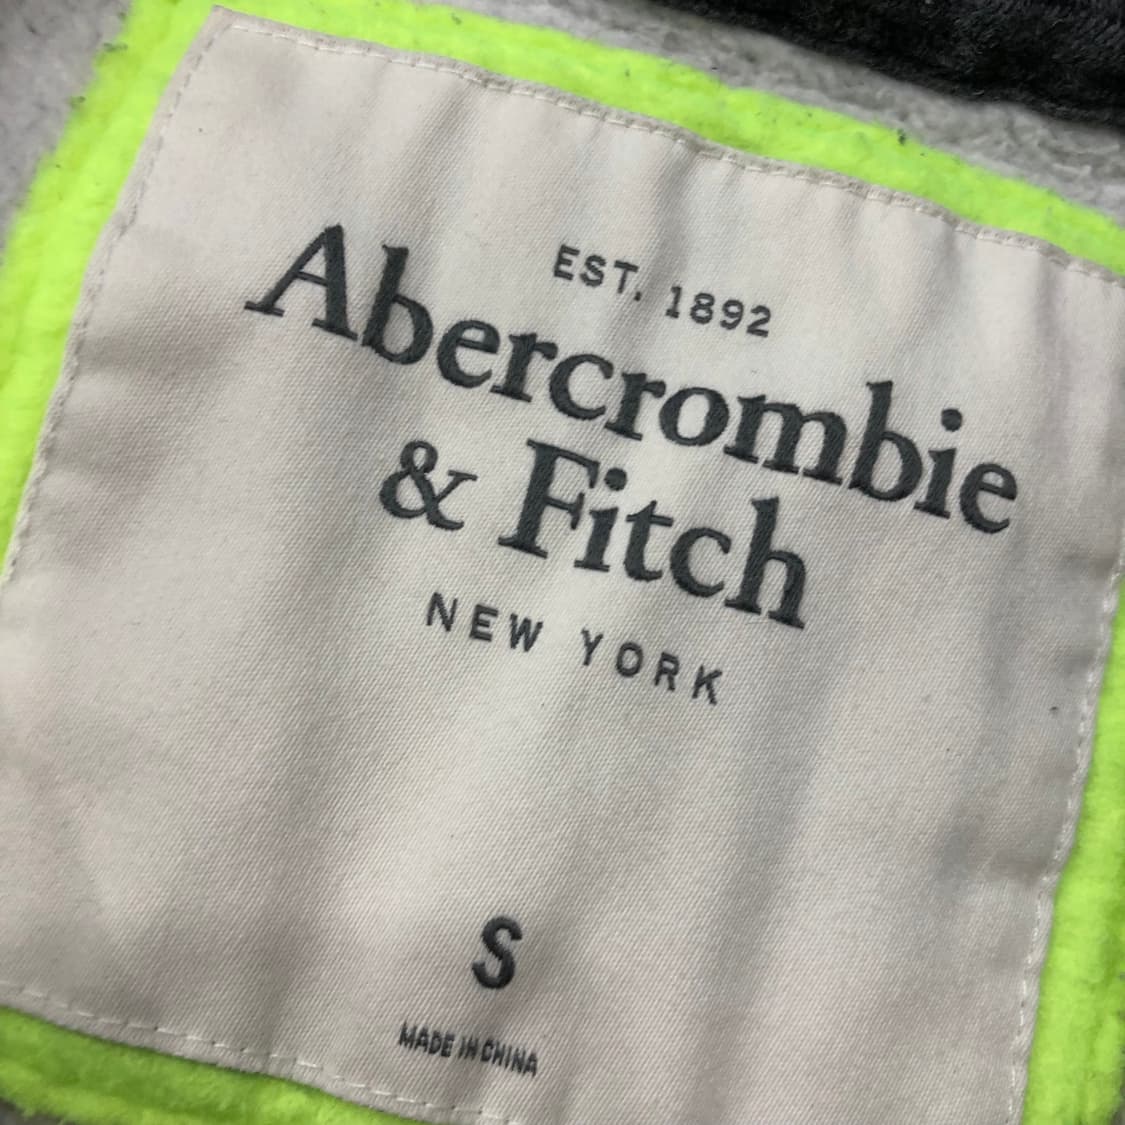 EST. 1892
Abercrombie
& Fitch
NEW YORK
S
MADE IN CHINA